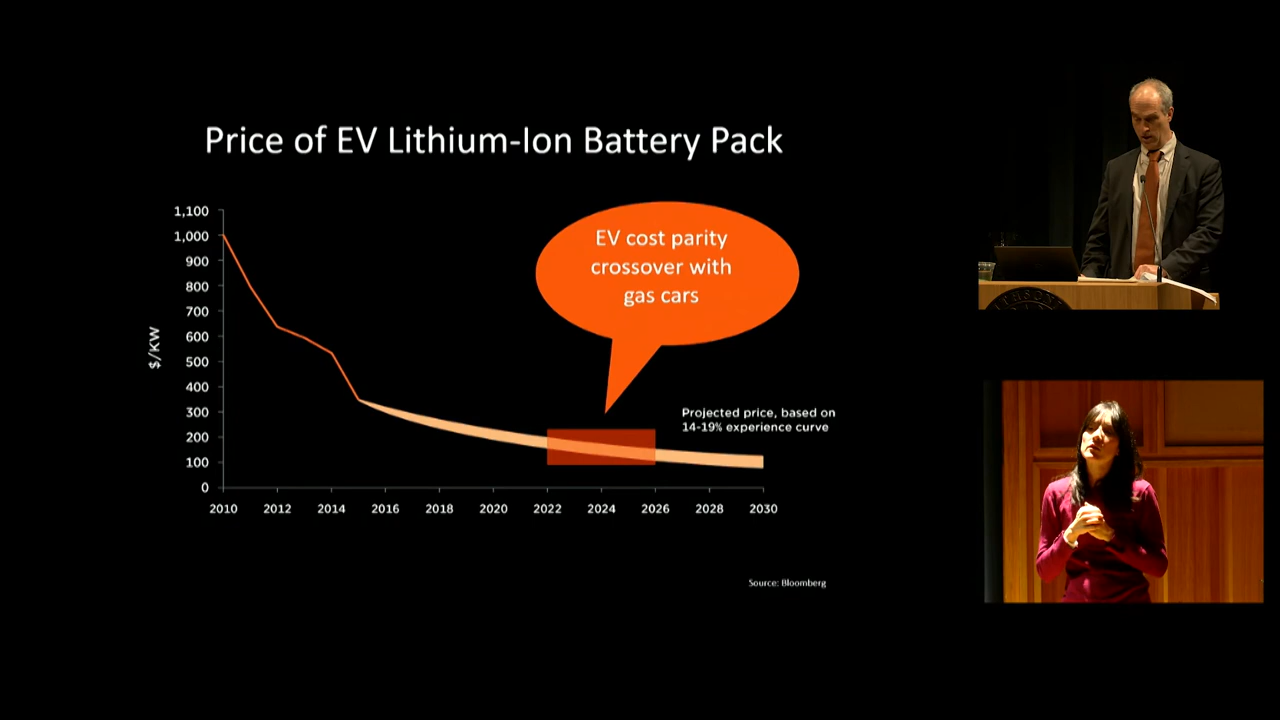 Price of EV Lithium-Ion Battery Pack
EV cost parity
crossover with
gas cars
1,100
1,000
900
800
700
600
500
400
300
200
100
0
$/KW
Projected price, based on
14-19% experience curve
2010 2012 2014 2016 2018 2020 2022 2024 2026 2028 2030
Source: Bloomberg